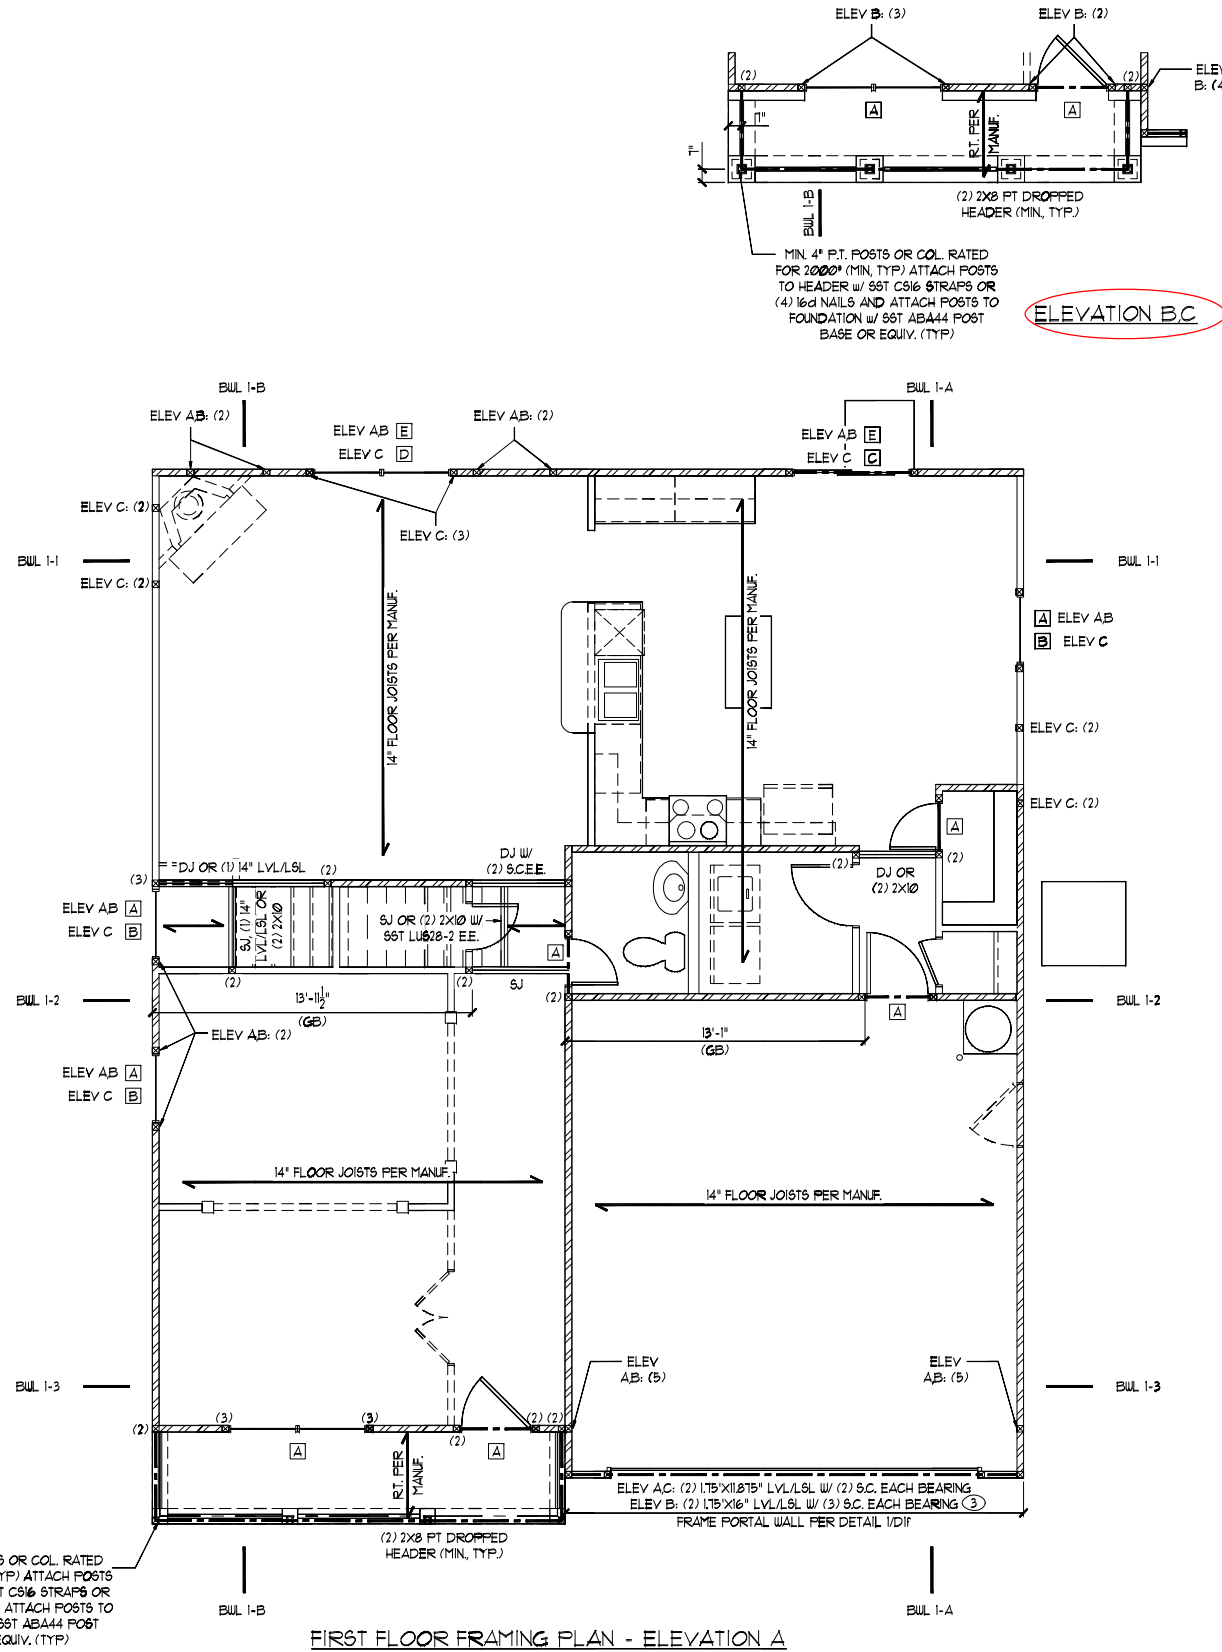 ELEV B: (3)
ELEV B: (2)
(2)
(2)
ELEV
B: (4
A
A
7"
7"
RT. PER
MANUF.
BWL 1-B
(2) 2X8 PT DROPPED
HEADER (MIN., TYP.)
MIN. 4" P.T. POSTS OR COL. RATED
FOR 2000# (MIN, TYP) ATTACH POSTS
TO HEADER W/ SST CS16 STRAPS OR
(4) 16d NAILS AND ATTACH POSTS TO
FOUNDATION W/ SST ABA44 POST
BASE OR EQUIV. (TYP)
ELEVATION B,C
BWL 1-B
BWL 1-A
ELEV A,B: (2)
ELEV A,B E
ELEV C D
ELEV A,B: (2)
ELEV A,B E
ELEV C C
ELEV C: (2)
ELEV C: (3)
BWL 1-1
BWL 1-1
ELEV C: (2)
14" FLOOR JOISTS PER MANUF.
14" FLOOR JOISTS PER MANUF.
A ELEV A,B
B ELEV C
ELEV C: (2)
ELEV C: (2)
A
DJ OR (1) 14" LVL/LSL
(2)
DJ W/
(2) S.C.E.E.
(3)
(2)
(2)
DJ OR
(2) 2X10
ELEV A,B A
ELEV C B
SJ, (1) 14"
LVL/LSL OR
(2) 2X10
SJ OR (2) 2X10 W/
SST LUS28-2 E.E.
A
(2)
(2)
SJ
(2)
BWL 1-2
BWL 1-2
13'-11 1/2"
(GB)
ELEV A,B: (2)
A
13'-1"
(GB)
ELEV A,B A
ELEV C B
14" FLOOR JOISTS PER MANUF.
14" FLOOR JOISTS PER MANUF.
BWL 1-3
BWL 1-3
ELEV
A,B: (5)
ELEV
A,B: (5)
(2)
(3)
(3)
(2)
(2)
(2)
A
A
RT. PER
MANUF.
ELEV A,C: (2) 1.75"X11.875" LVL/LSL W/ (2) S.C. EACH BEARING
ELEV B: (2) 1.75"X16" LVL/LSL W/ (3) S.C. EACH BEARING 3
FRAME PORTAL WALL PER DETAIL 1/D1f
(2) 2X8 PT DROPPED
HEADER (MIN., TYP.)
S OR COL. RATED
YP) ATTACH POSTS
T CS16 STRAPS OR
ATTACH POSTS TO
SST ABA44 POST
EQUIV. (TYP)
BWL 1-B
BWL 1-A
FIRST FLOOR FRAMING PLAN - ELEVATION A